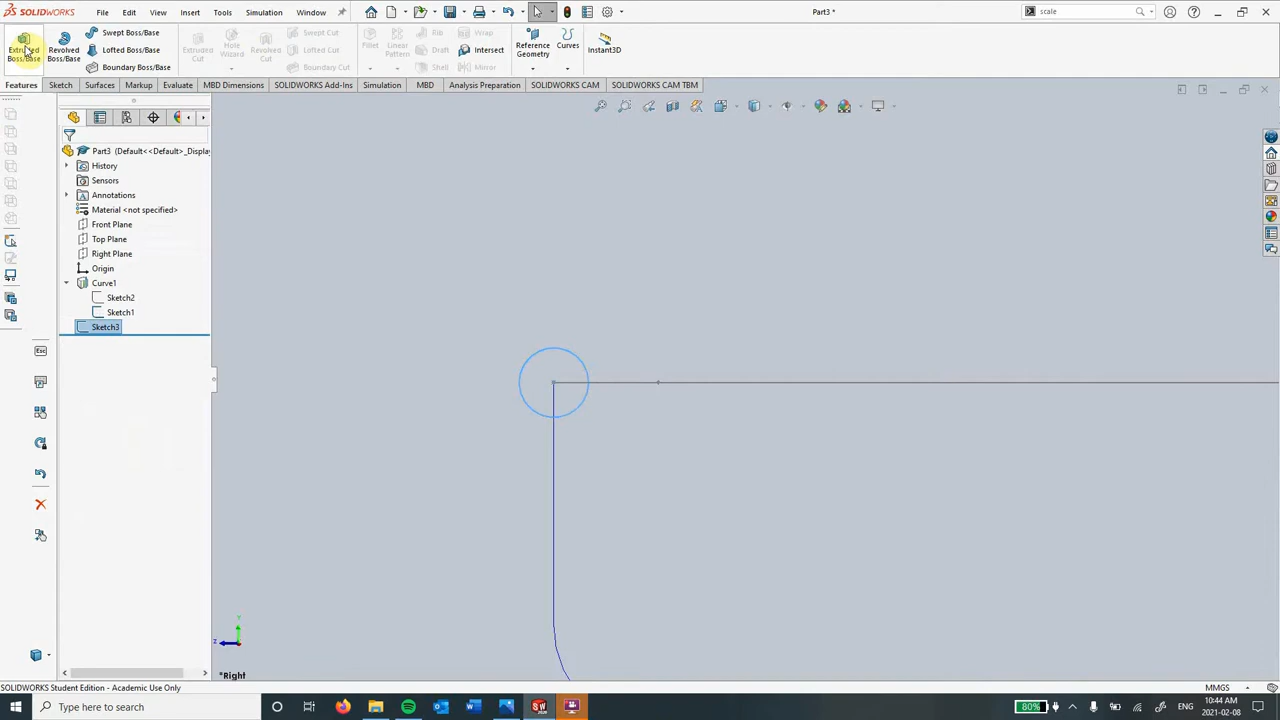 SOLIDWORKS File Edit View Insert Tools Simulation Window Part3 * scale
Extruded Boss/Base
Revolved Boss/Base
Swept Boss/Base
Lofted Boss/Base
Boundary Boss/Base
Extruded Cut
Hole Wizard
Revolved Cut
Swept Cut
Lofted Cut
Boundary Cut
Fillet
Linear Pattern
Rib
Draft
Shell
Wrap
Intersect
Mirror
Reference Geometry
Curves
Instant3D
Features Sketch Surfaces Markup Evaluate MBD Dimensions SOLIDWORKS Add-Ins Simulation MBD Analysis Preparation SOLIDWORKS CAM SOLIDWORKS CAM TBM
Part3 (Default<<Default>_Display
History
Sensors
Annotations
Material <not specified>
Front Plane
Top Plane
Right Plane
Origin
Curve1
Sketch2
Sketch1
Sketch3
Esc
Y
Z
*Right
SOLIDWORKS Student Edition - Academic Use Only MMGS
Type here to search
80%
ENG
10:44 AM
2021-02-08